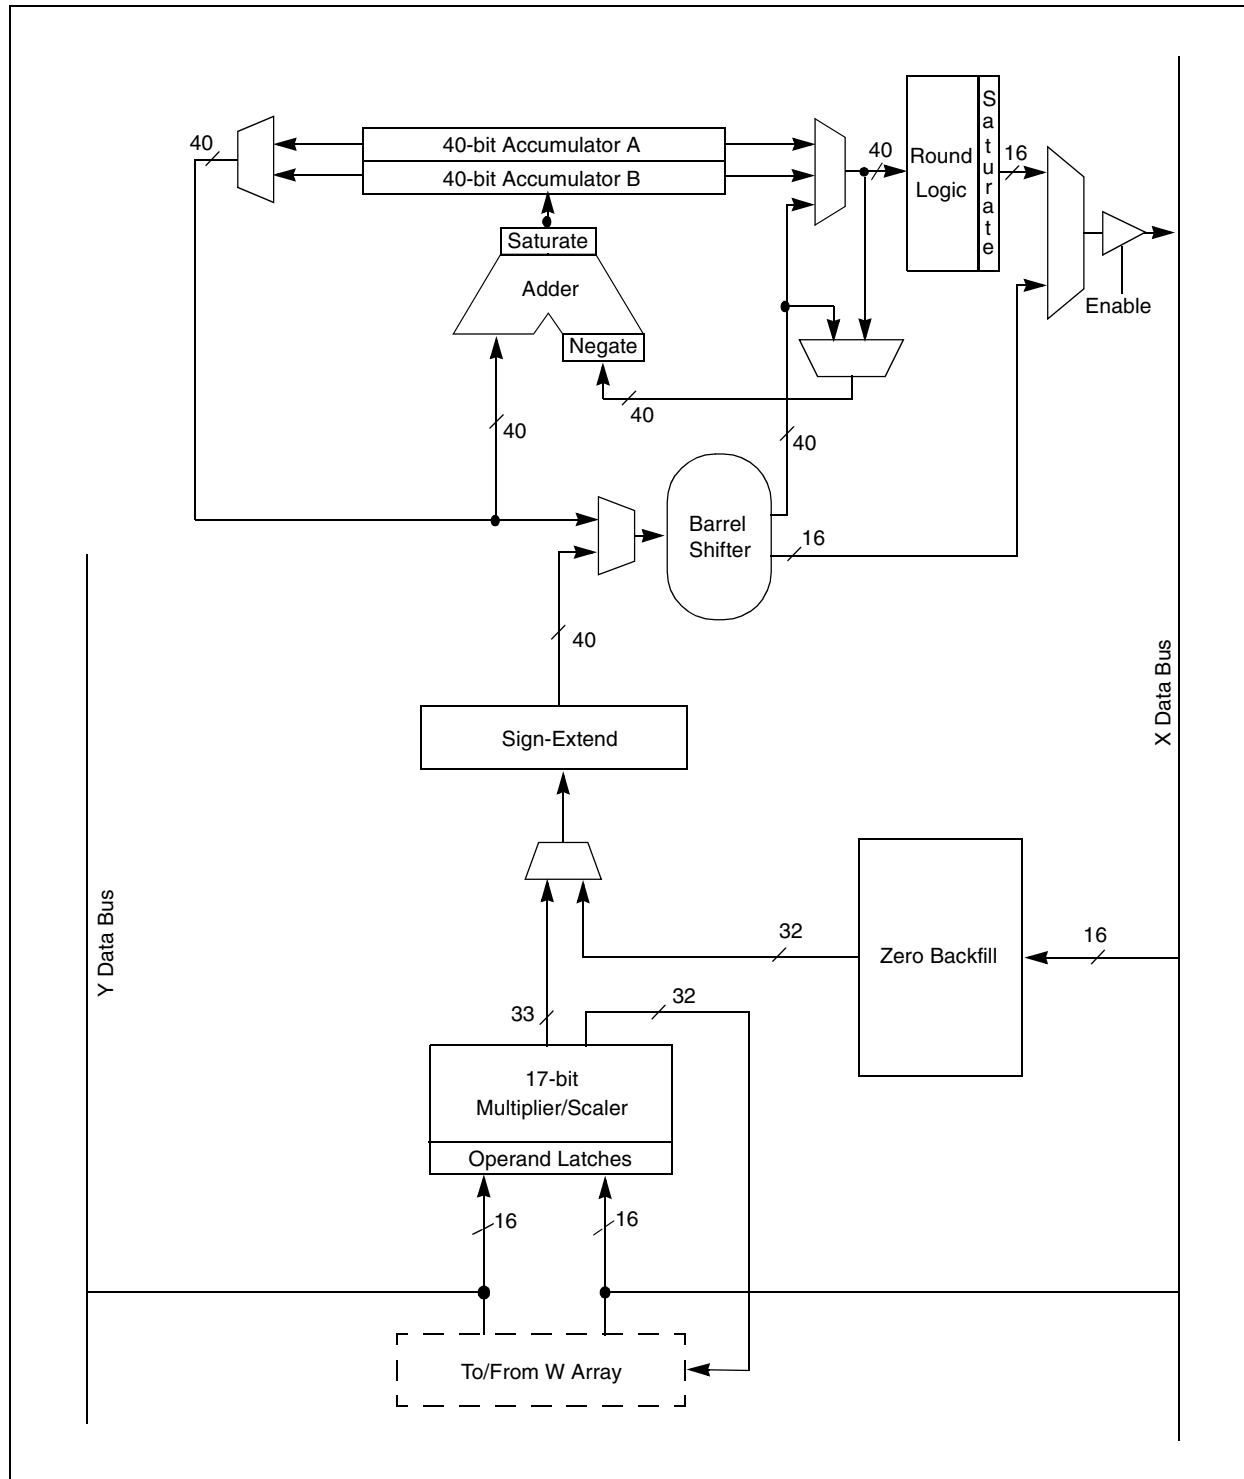 40
40-bit Accumulator A
40-bit Accumulator B
40
Round
Logic
Saturate
16
Saturate
Adder
Negate
Enable
40
40
40
Barrel
Shifter
16
40
Sign-Extend
X Data Bus
Y Data Bus
32
Zero Backfill
16
33
32
17-bit
Multiplier/Scaler
Operand Latches
16
16
To/From W Array